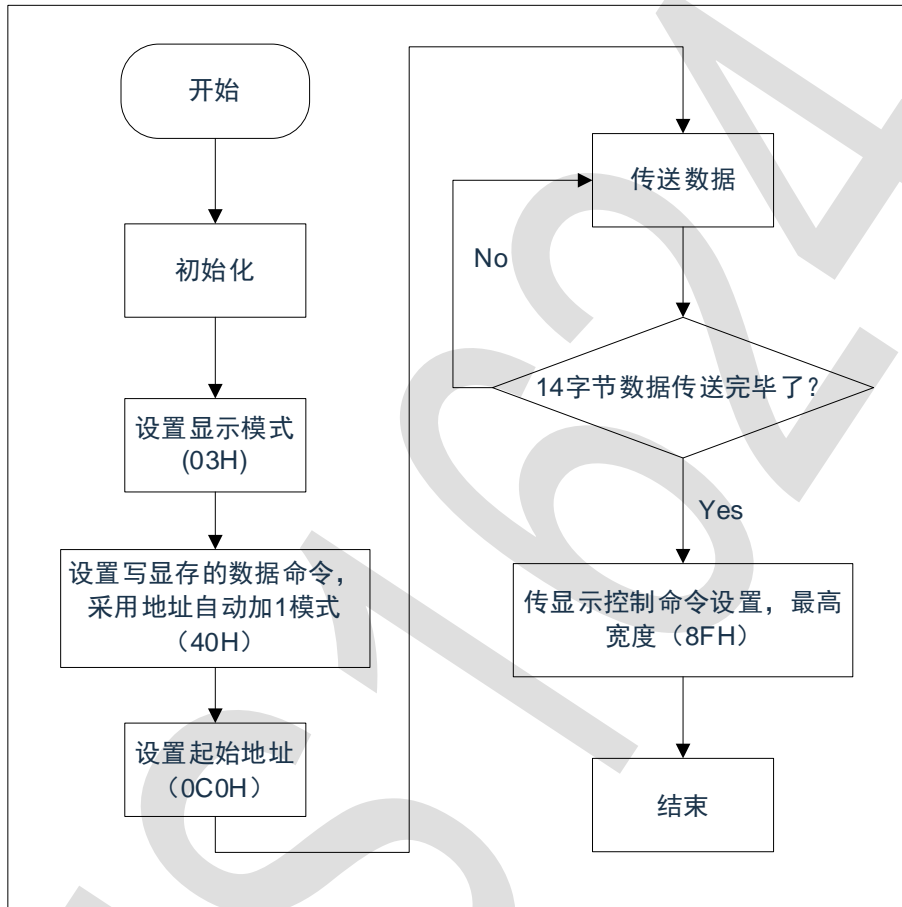 开始
初始化
设置显示模式
(03H)
设置写显存的数据命令，
采用地址自动加1模式
（40H）
设置起始地址
（0C0H）
传送数据
No
14字节数据传送完毕了？
Yes
传显示控制命令设置，最高
宽度（8FH）
结束
S1624